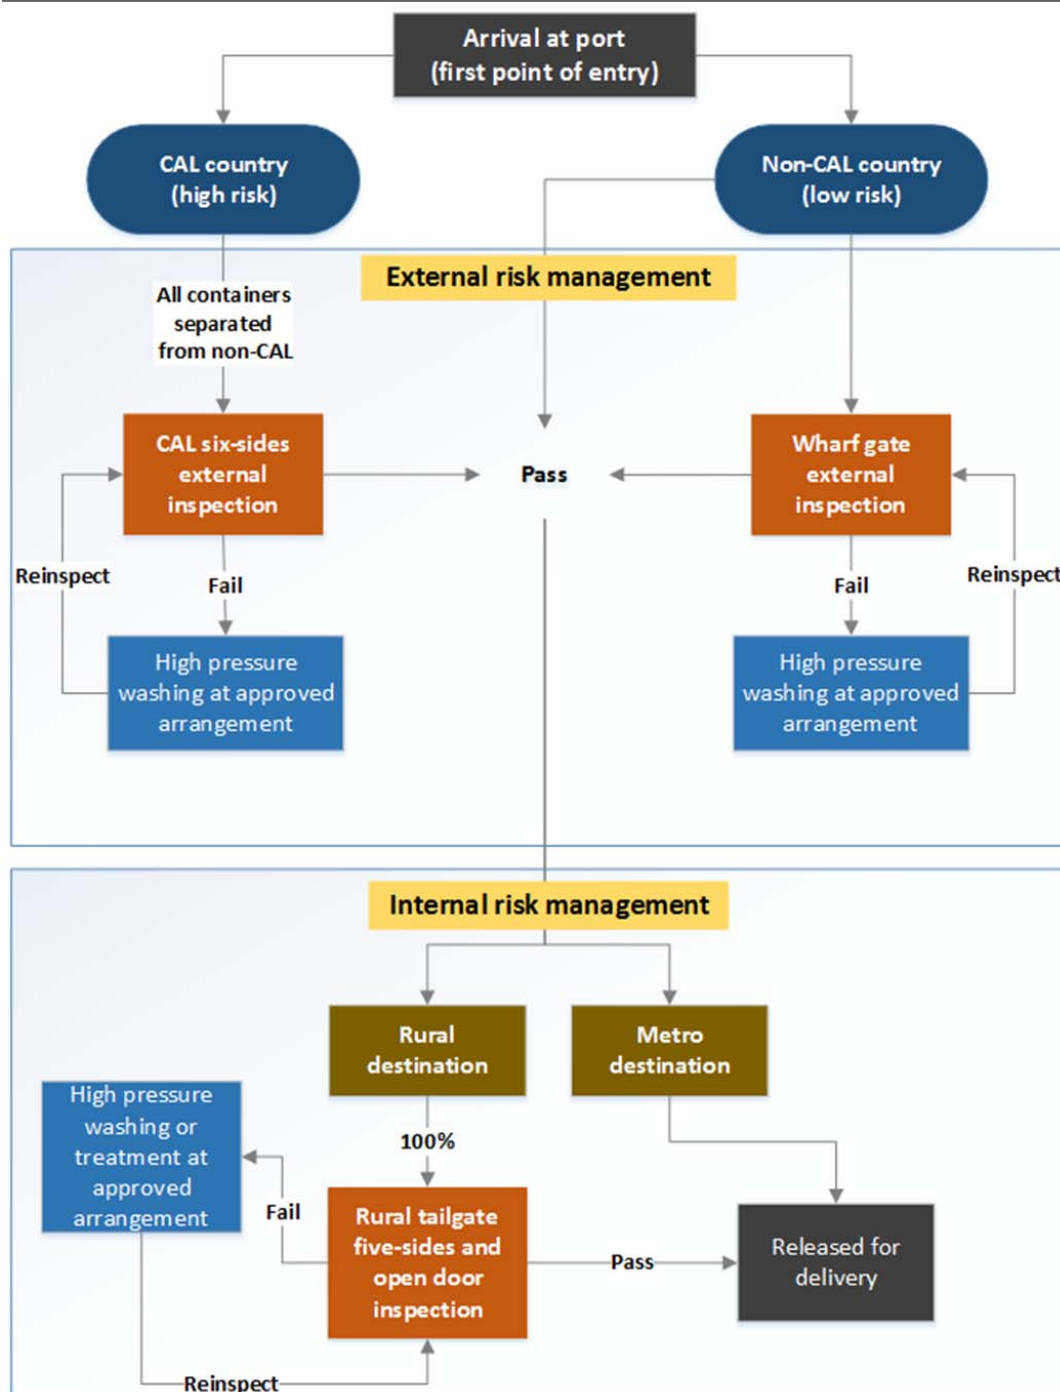 Arrival at port
(first point of entry)
CAL country
(high risk)
Non-CAL country
(low risk)
External risk management
All containers
separated
from non-CAL
CAL six-sides
external
inspection
Pass
Wharf gate
external
inspection
Reinspect
Fail
Fail
Reinspect
High pressure
washing at approved
arrangement
High pressure
washing at approved
arrangement
Internal risk management
Rural
destination
Metro
destination
High pressure
washing or
treatment at
approved
arrangement
100%
Fail
Rural tailgate
five-sides and
open door
inspection
Pass
Released for
delivery
Reinspect